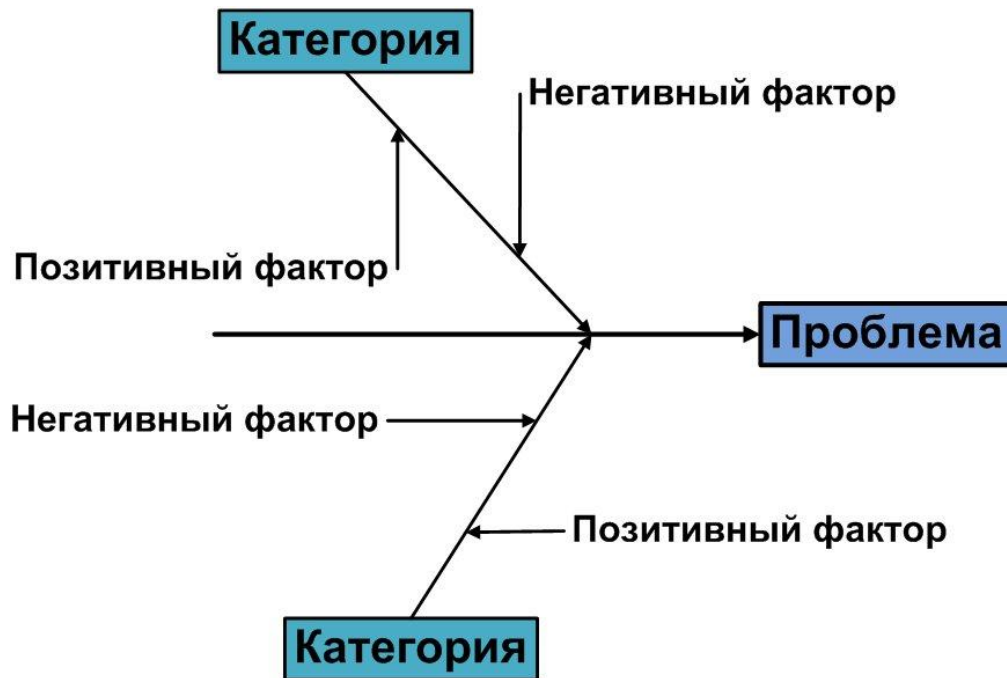 Категория
Негативный фактор
Позитивный фактор
Проблема
Негативный фактор
Позитивный фактор
Категория